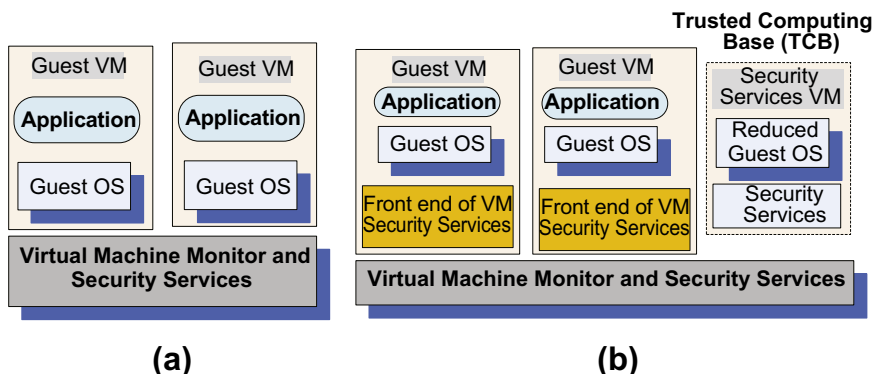 Guest VM
Application
Guest OS
Guest VM
Application
Guest OS
Virtual Machine Monitor and
Security Services
(a)
Guest VM
Application
Guest OS
Front end of VM
Security Services
Guest VM
Application
Guest OS
Front end of VM
Security Services
Trusted Computing
Base (TCB)
Security
Services VM
Reduced
Guest OS
Security
Services
Virtual Machine Monitor and Security Services
(b)